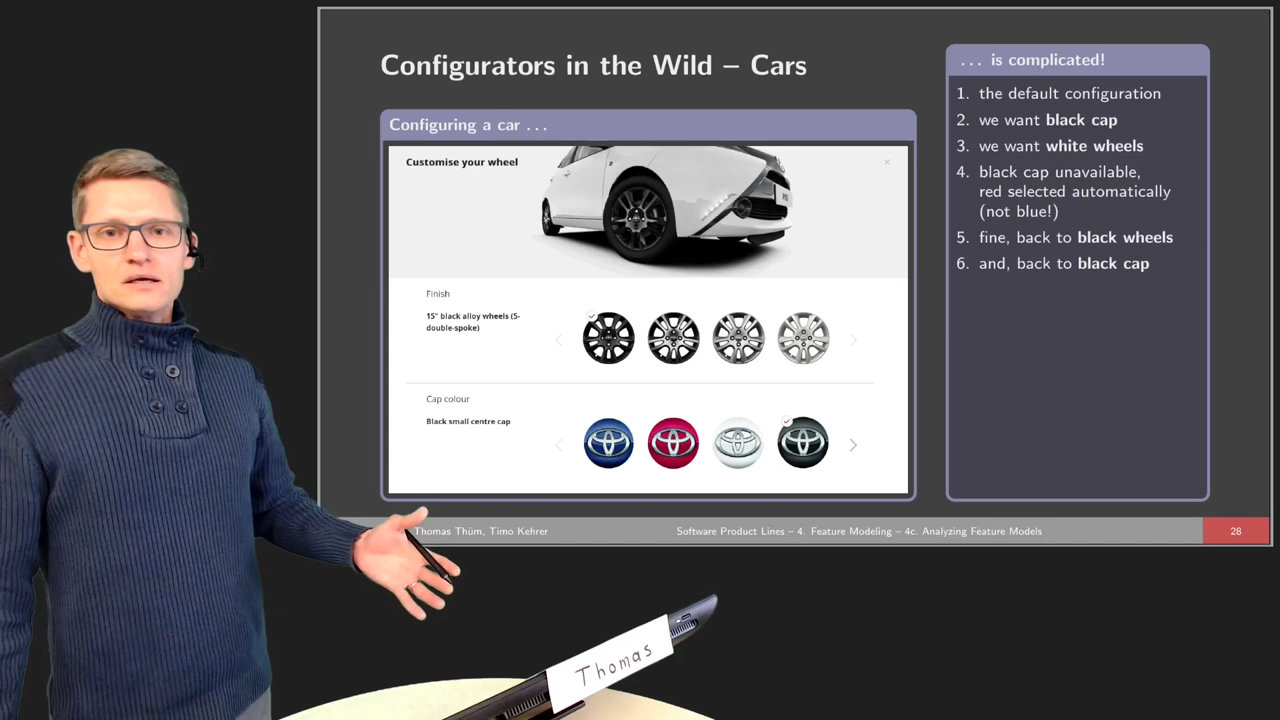 Configurators in the Wild – Cars
Configuring a car . . .
Customise your wheel
×
Finish
15" black alloy wheels (5-
double-spoke)
Cap colour
Black small centre cap
. . . is complicated!
1. the default configuration
2. we want black cap
3. we want white wheels
4. black cap unavailable,
red selected automatically
(not blue!)
5. fine, back to black wheels
6. and, back to black cap
Thomas Thüm, Timo Kehrer
Software Product Lines – 4. Feature Modeling – 4c. Analyzing Feature Models
28
Thomas